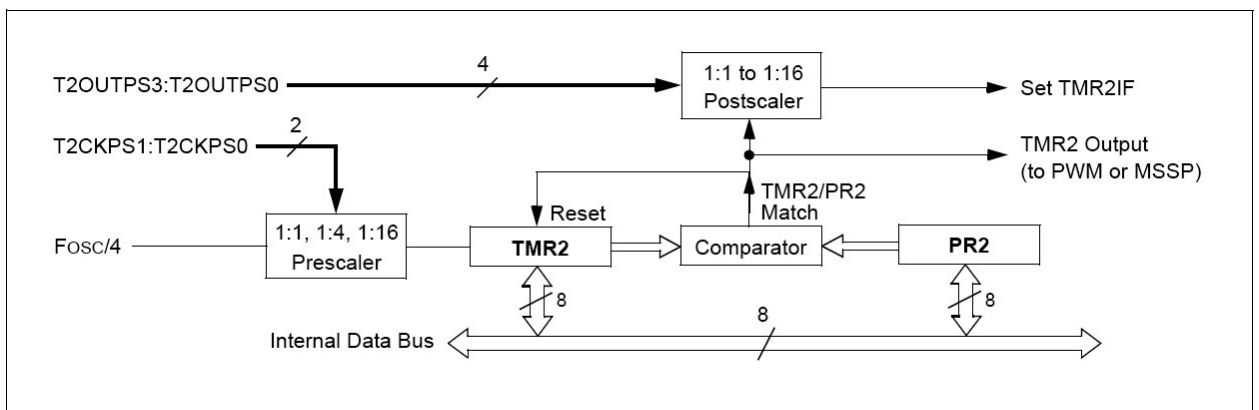 T2OUTPS3:T2OUTPS0
4
1:1 to 1:16
Postscaler
Set TMR2IF
T2CKPS1:T2CKPS0
2
TMR2 Output
(to PWM or MSSP)
TMR2/PR2
Match
Reset
FOSC/4
1:1, 1:4, 1:16
Prescaler
TMR2
Comparator
PR2
8
8
Internal Data Bus
8